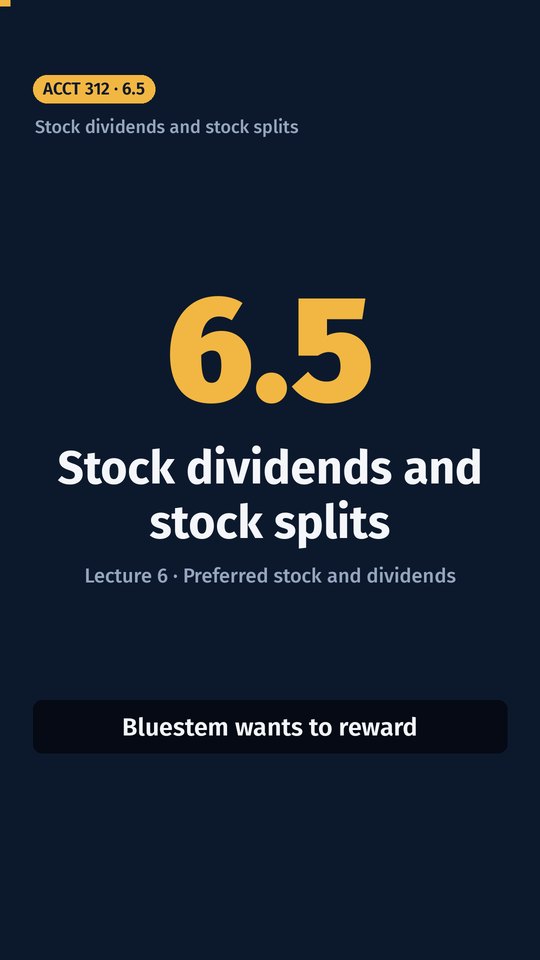 ACCT 312 · 6.5
Stock dividends and stock splits
6.5
Stock dividends and
stock splits
Lecture 6 · Preferred stock and dividends
Bluestem wants to reward